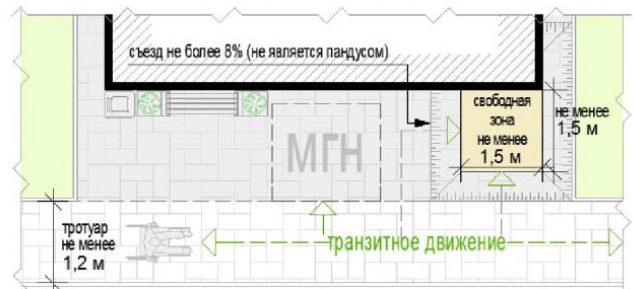 съезд не более 8% (не является пандусом)
свободная
зона
не менее
1,5 м
не менее
1,5 м
МГН
тротуар
не менее
1,2 м
транзитное движение